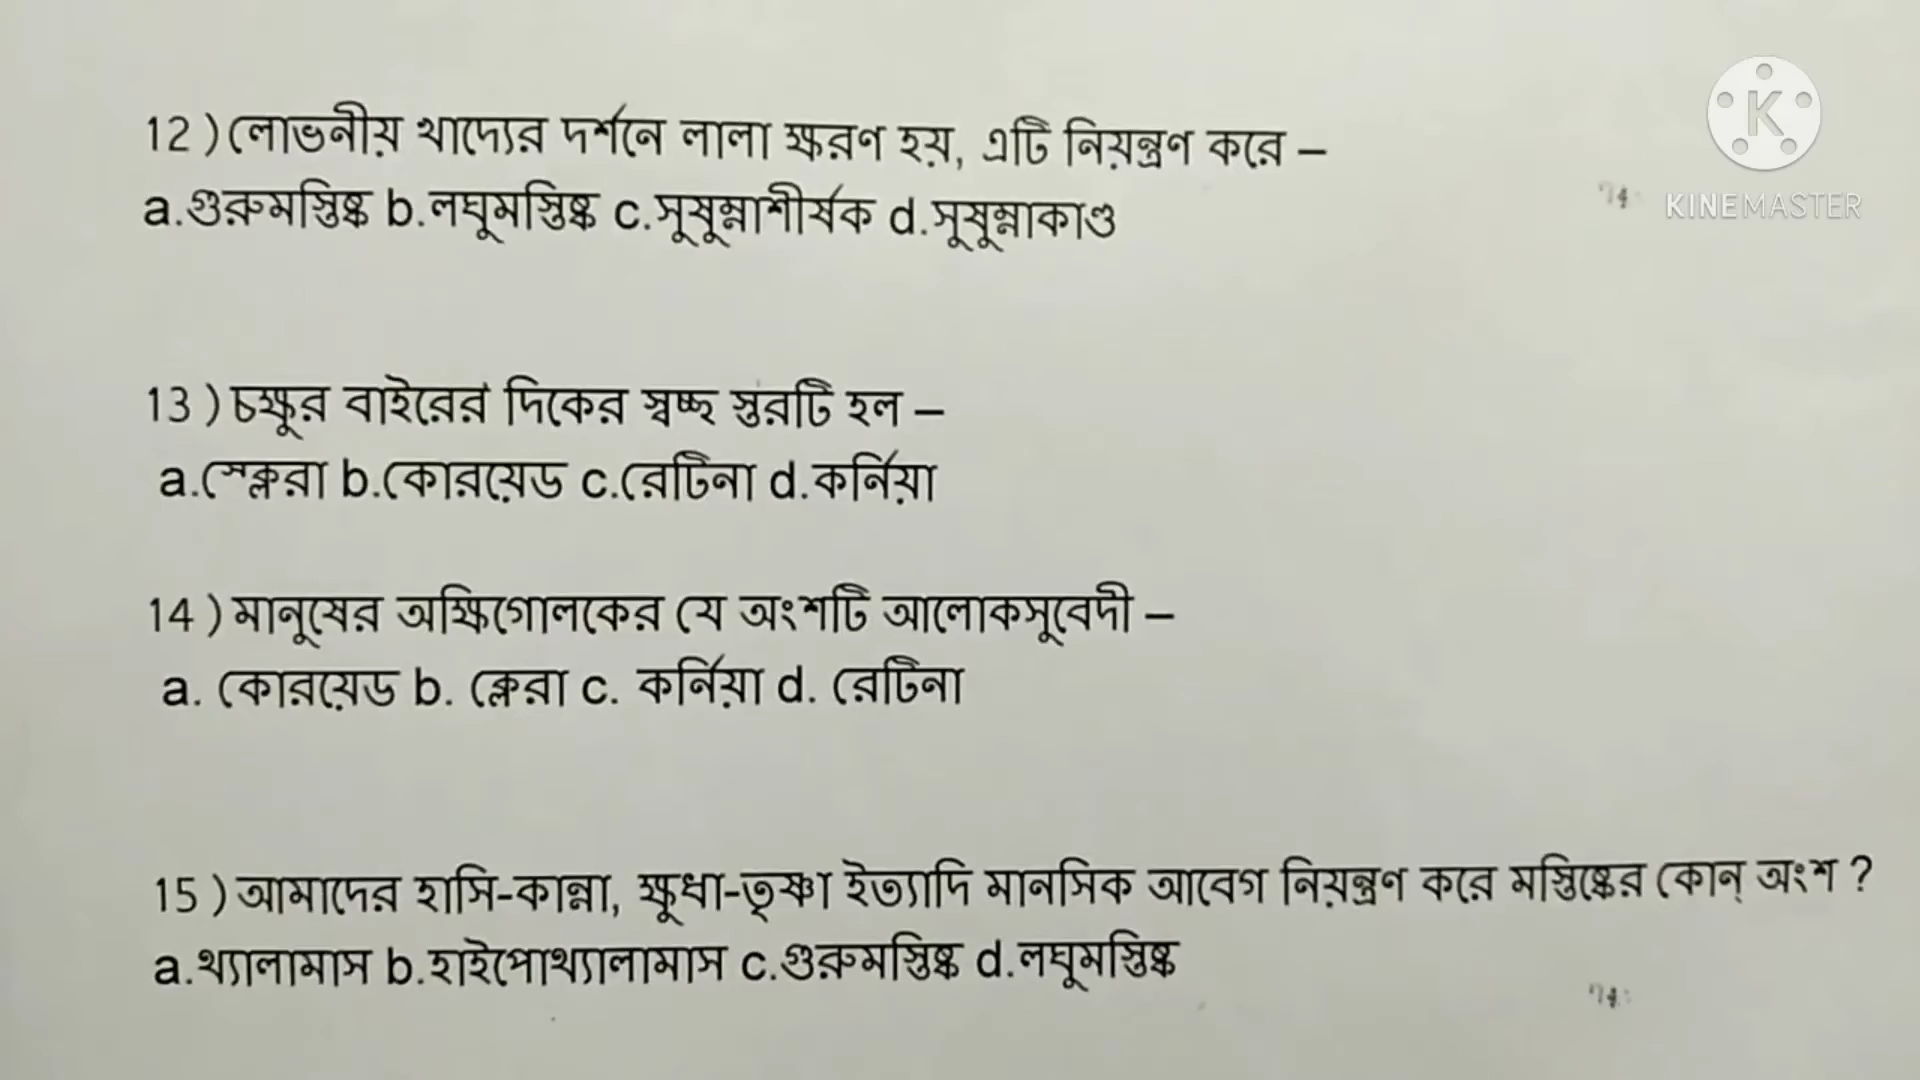 12 ) লোভনীয় খাদ্যের দর্শনে লালা ক্ষরণ হয়, এটি নিয়ন্ত্রণ করে –
a.গুরুমস্তিষ্ক b.লঘূমস্তিষ্ক c.সূষূম্নাশীর্ষক d.সূষূম্নাকাণ্ড
KINEMASTER
13 ) চক্ষূর বাইরের দিকের স্বচ্ছ স্তরটি হল –
a.স্ক্লেরা b.কোরয়েড c.রেটিনা d.কর্নিয়া
14 ) মানূষের অক্ষিগোলকের যে অংশটি আলোকসূবেদী –
a. কোরয়েড b. ক্লেরা c. কর্নিয়া d. রেটিনা
15 ) আমাদের হাসি-কান্না, ক্ষূধা-তৃষ্ণা ইত্যাদি মানসিক আবেগ নিয়ন্ত্রণ করে মস্তিষ্কের কোন্ অংশ ?
a.থ্যালামাস b.হাইপোথ্যালামাস c.গুরুমস্তিষ্ক d.লঘূমস্তিষ্ক